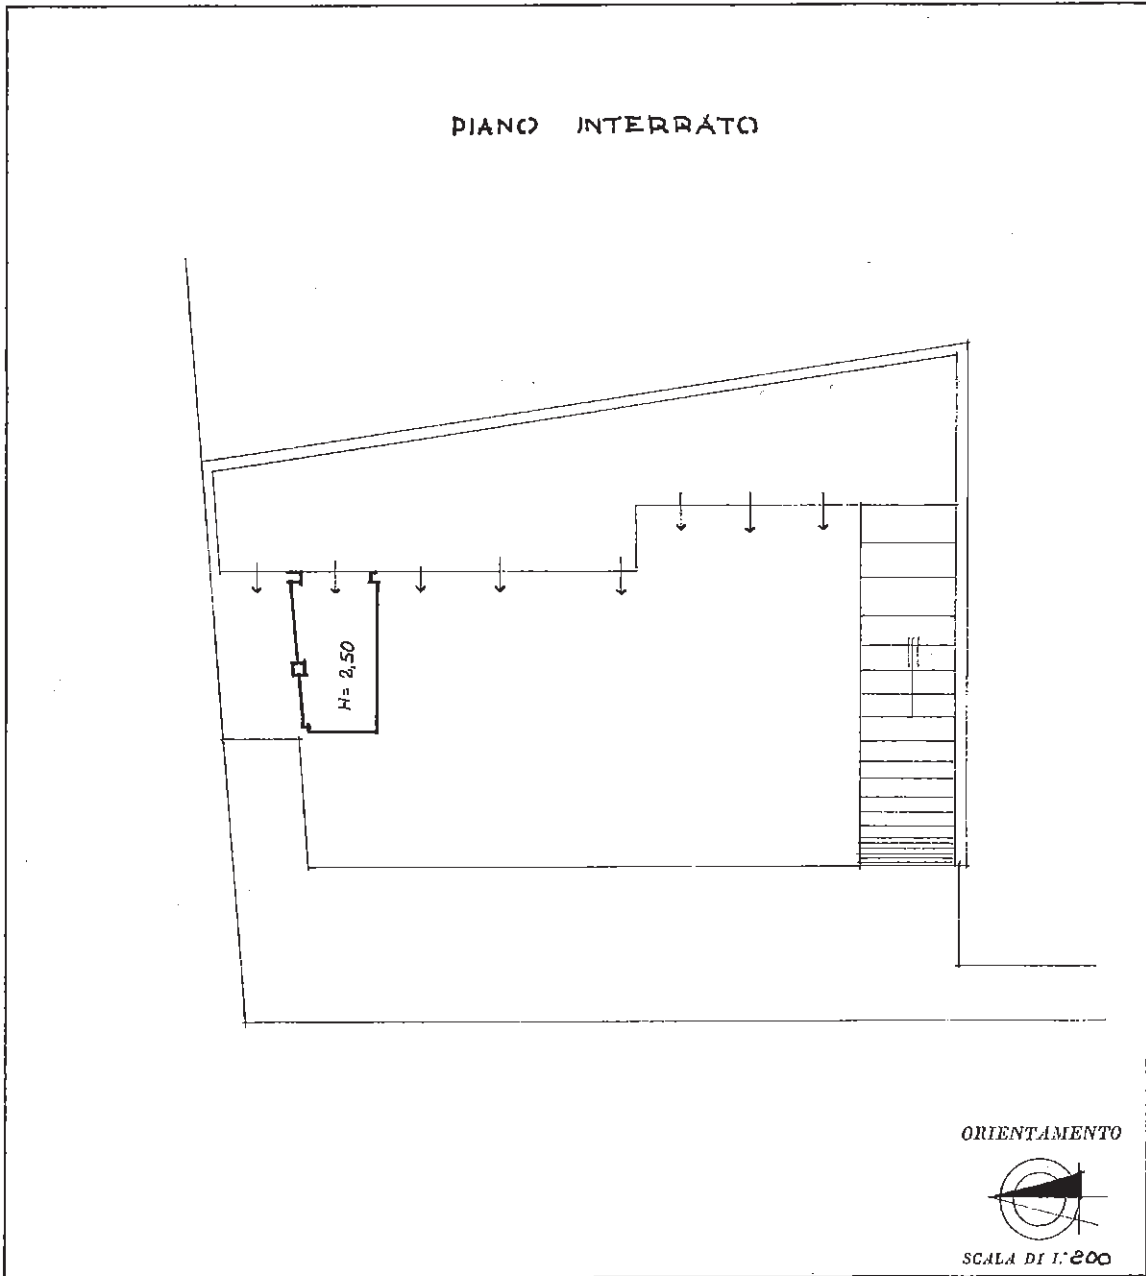 PIANO INTERRATO
H= 2,50
ORIENTAMENTO
SCALA DI 1:200